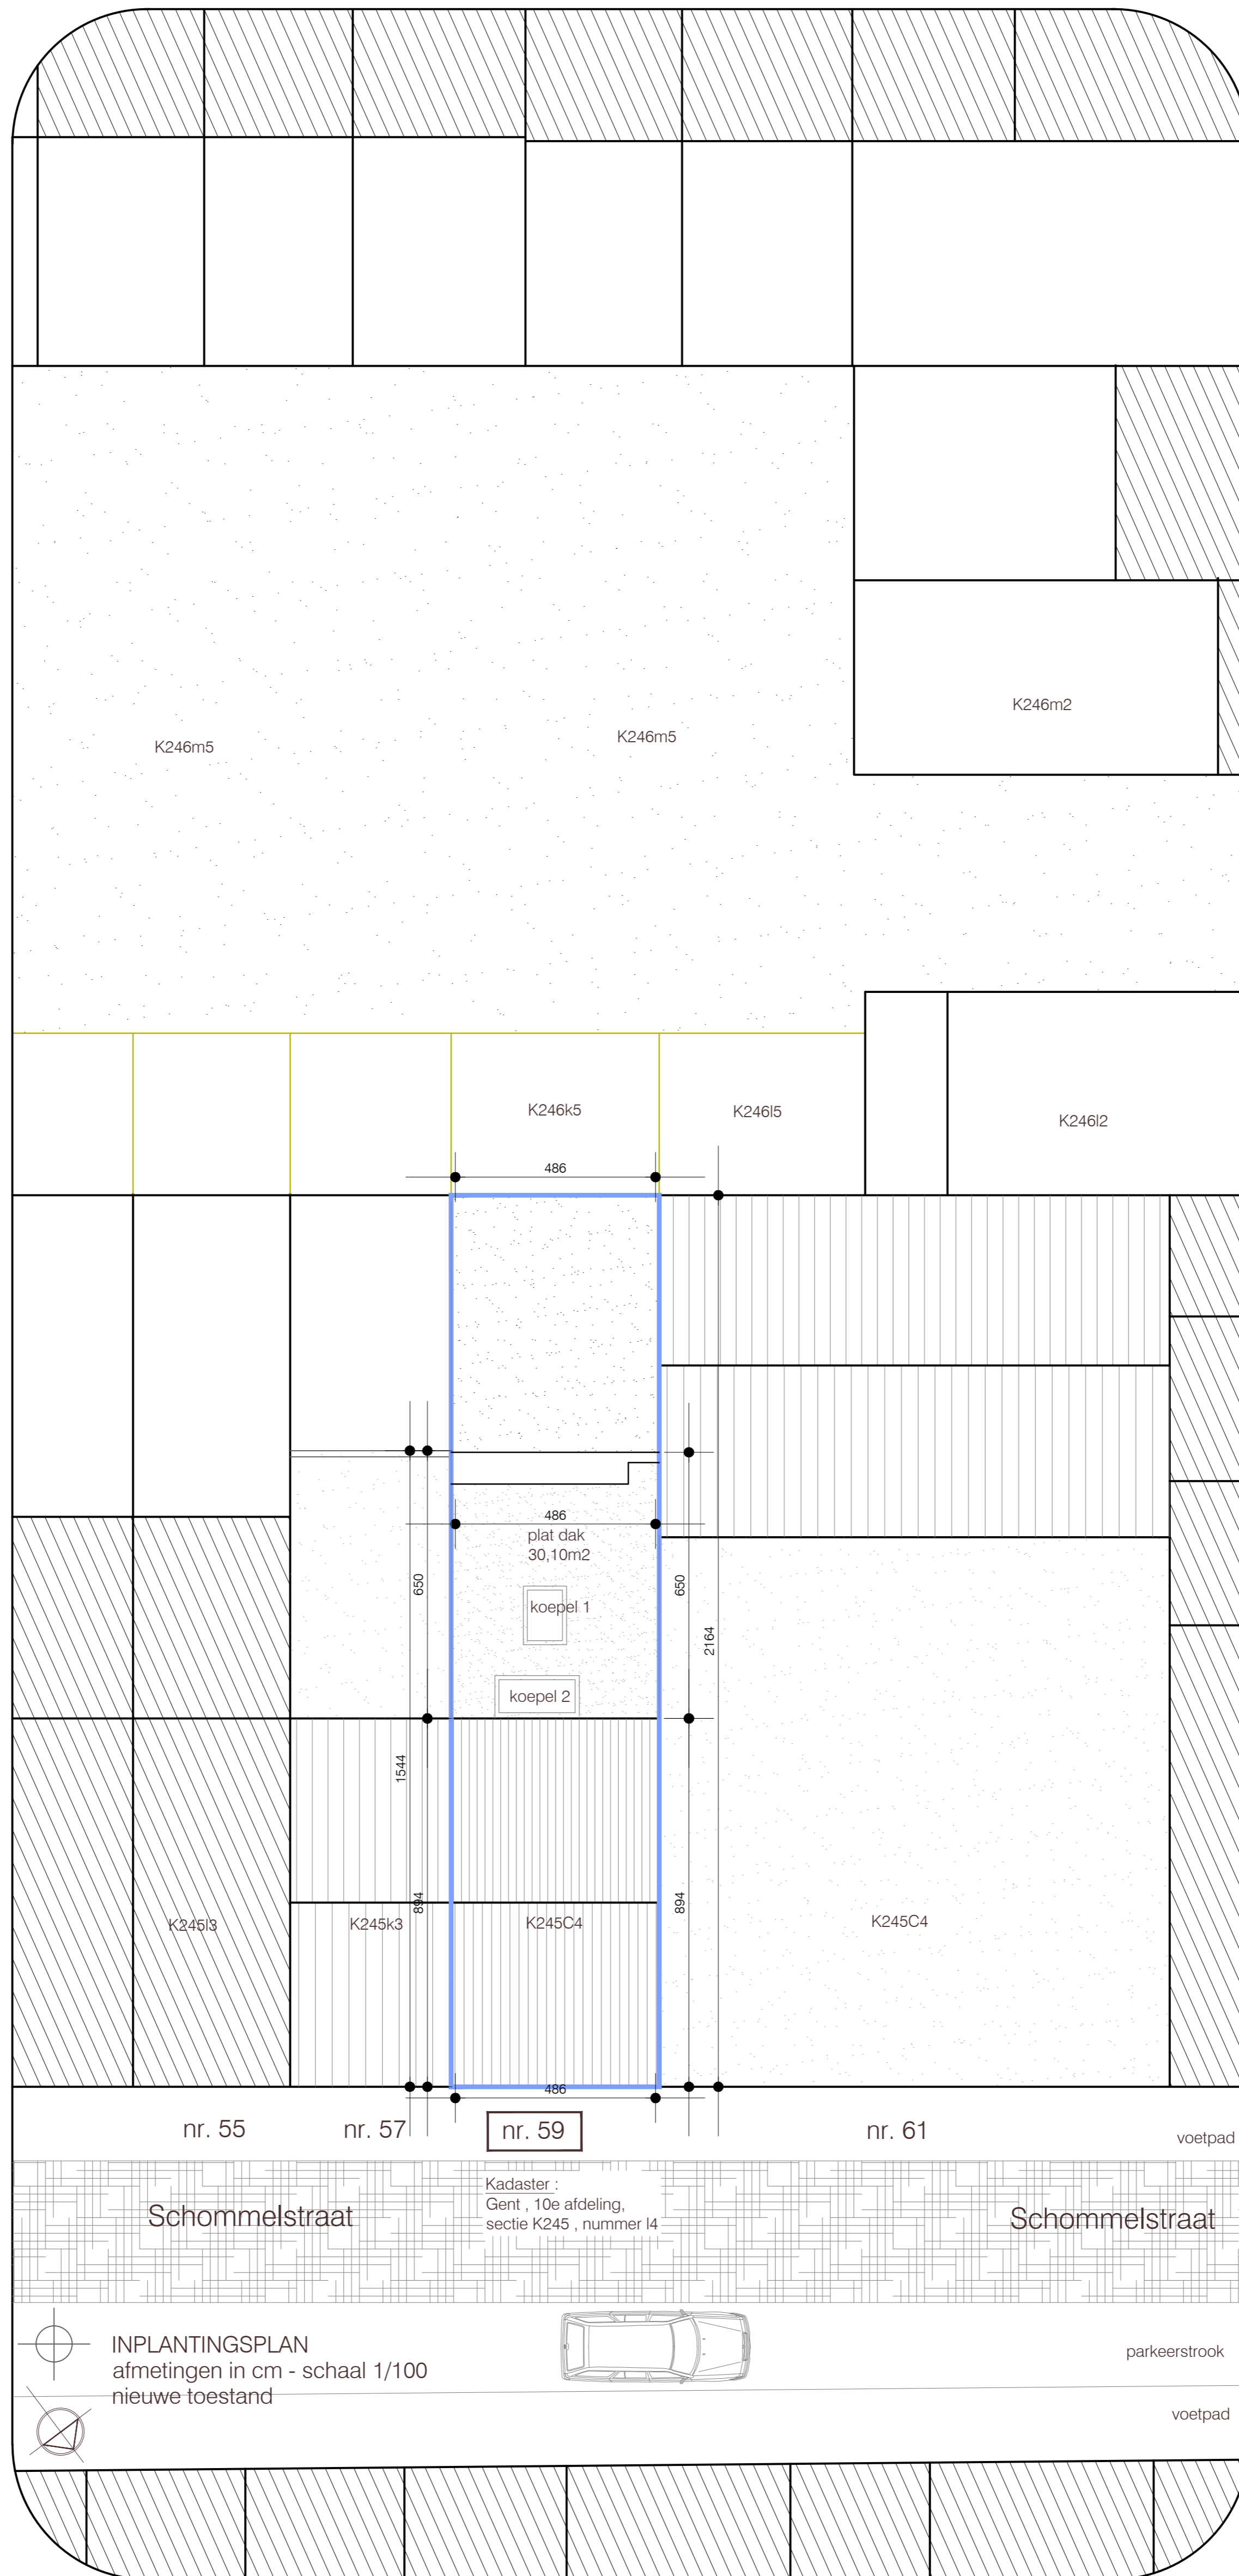 K246m2
K246m5
K246m5
K246k5
K246l5
K246l2
486
486
plat dak
30,10m2
650
koepel 1
650
2164
koepel 2
1544
894
894
K245l3
K245k3
K245C4
K245C4
486
nr. 55
nr. 57
nr. 59
nr. 61
voetpad
Kadaster :
Gent , 10e afdeling,
sectie K245 , nummer l4
Schommelstraat
Schommelstraat
INPLANTINGSPLAN
afmetingen in cm - schaal 1/100
nieuwe toestand
parkeerstrook
voetpad